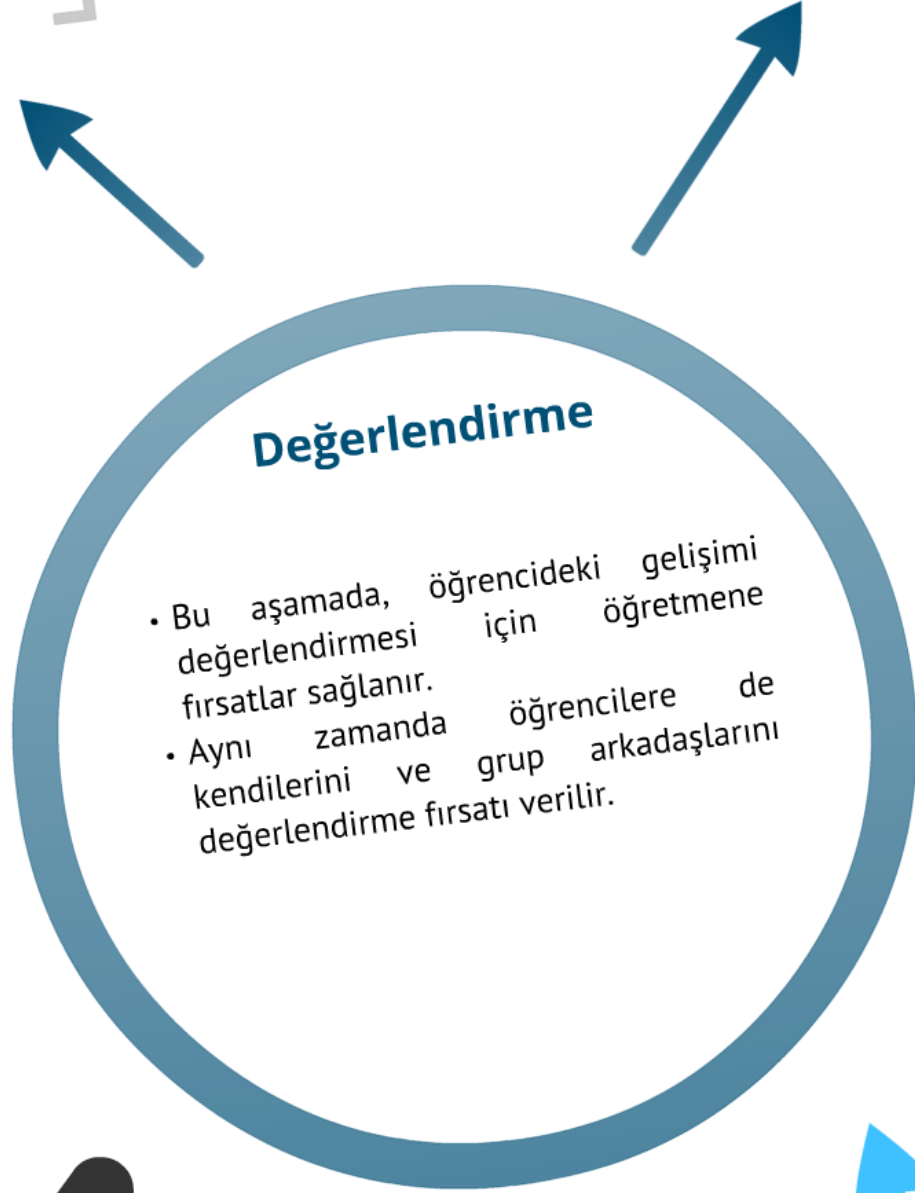 Değerlendirme
• Bu aşamada, öğrencideki gelişimi
değerlendirmesi için öğretmene
fırsatlar sağlanır.
• Aynı zamanda öğrencilere de
kendilerini ve grup arkadaşlarını
değerlendirme fırsatı verilir.